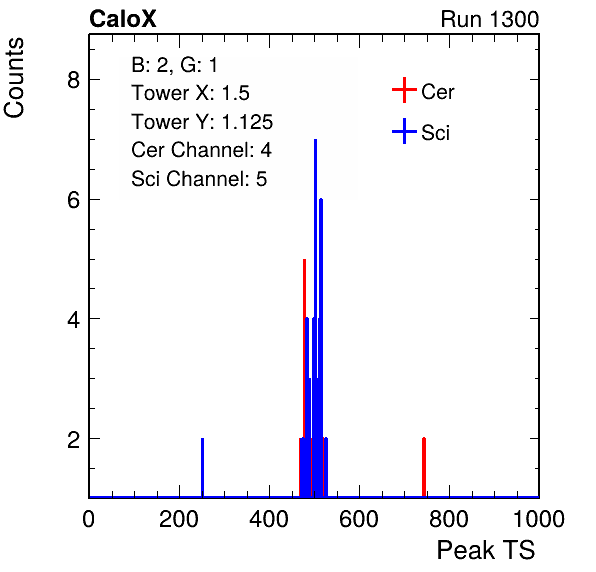 CaloX
Run 1300
Counts
B: 2, G: 1
Tower X: 1.5
Tower Y: 1.125
Cer Channel: 4
Sci Channel: 5
Cer
Sci
8
6
4
2
0 200 400 600 800 1000
Peak TS